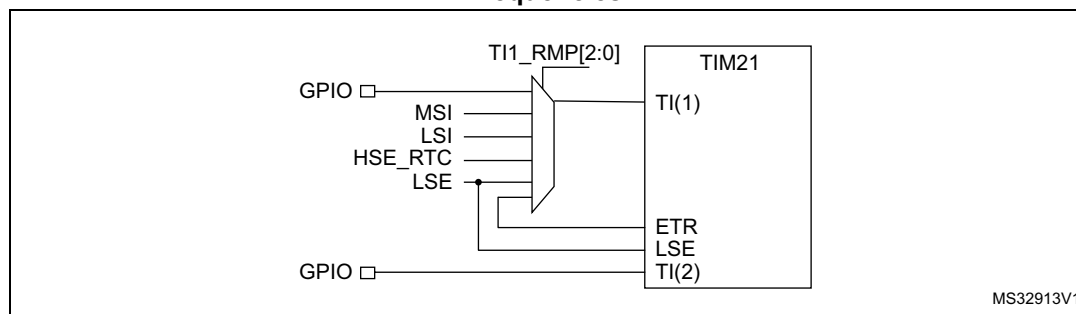 TI1_RMP[2:0]
TIM21
GPIO
TI(1)
MSI
LSI
HSE_RTC
LSE
ETR
LSE
GPIO
TI(2)
MS32913V1